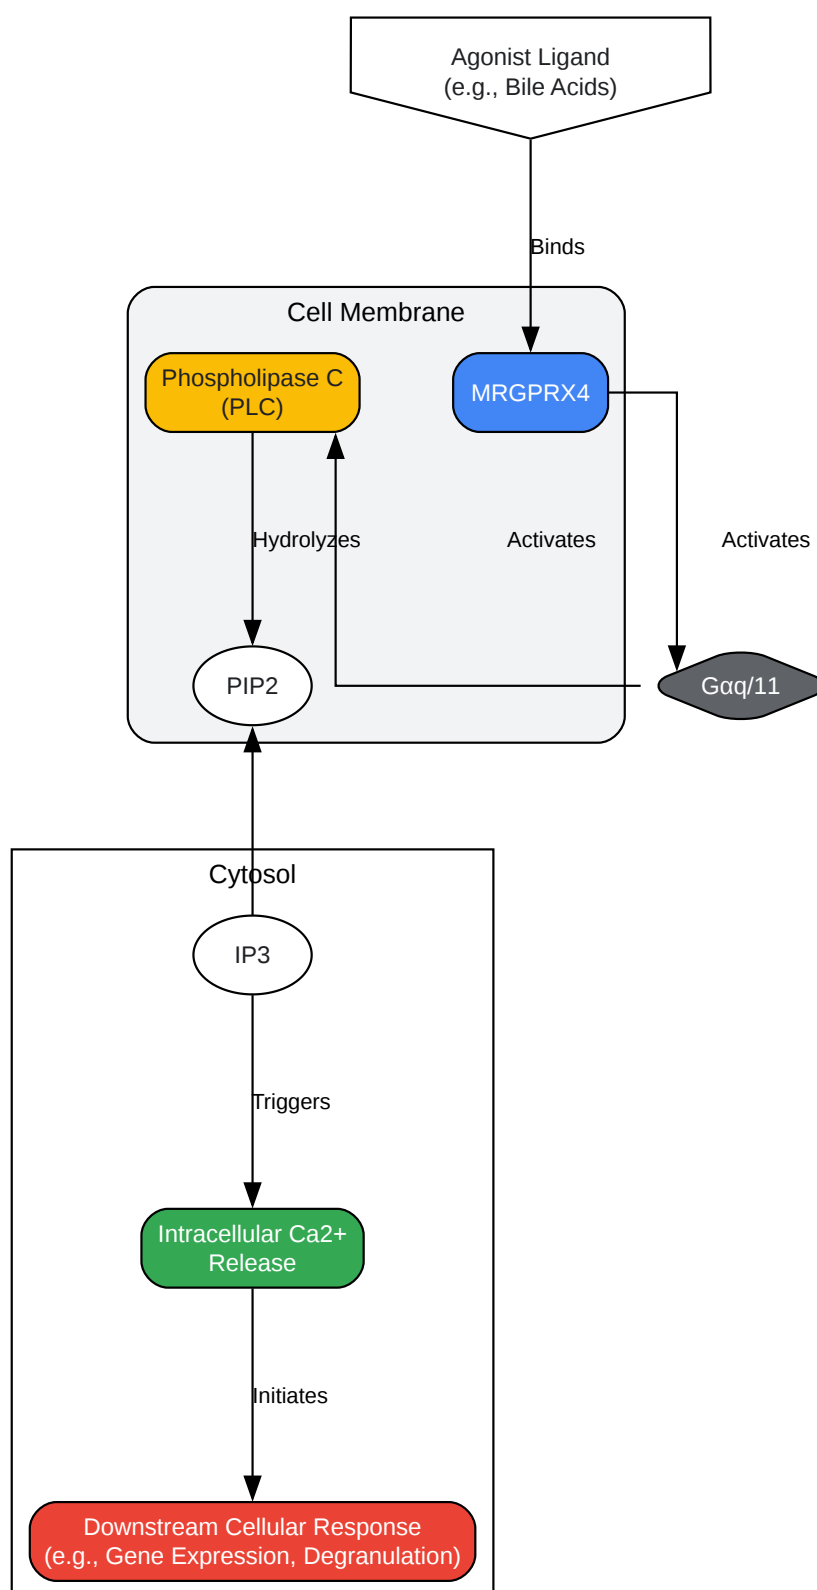 Agonist Ligand
(e.g., Bile Acids)
Binds
Cell Membrane
Phospholipase C
(PLC)
MRGPRX4
Hydrolyzes
Activates
Activates
PIP2
Gαq/11
Cytosol
IP3
Triggers
Intracellular Ca2+
Release
Initiates
Downstream Cellular Response
(e.g., Gene Expression, Degranulation)